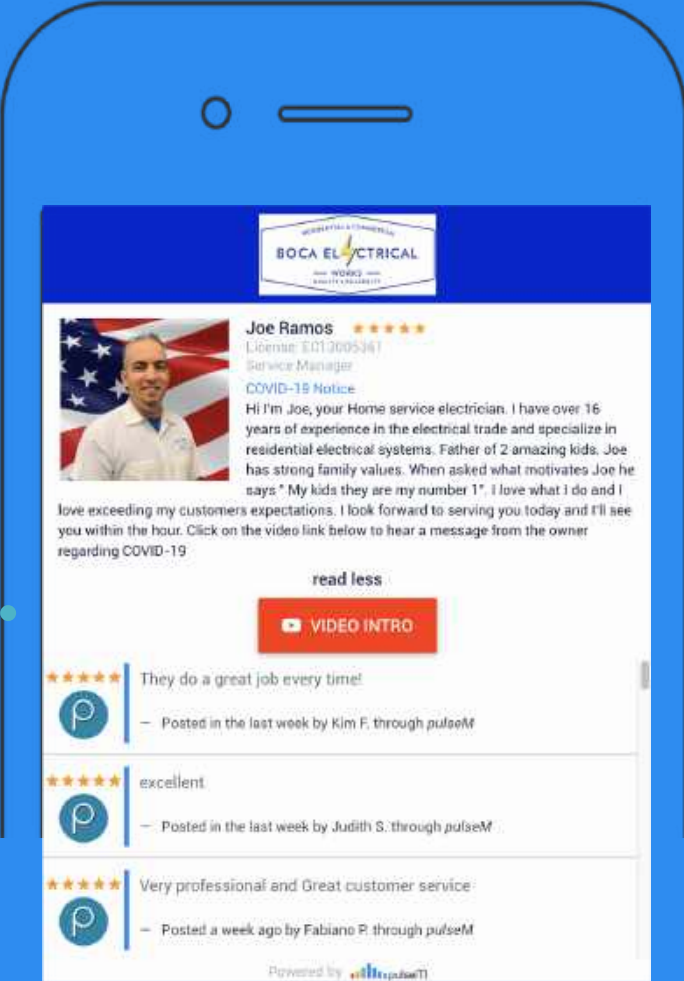 RESIDENTIAL & COMMERCIAL
BOCA ELECTRICAL
WORKS
Joe Ramos
License: E013005361
Service Manager
COVID-19 Notice
Hi I'm Joe, your Home service electrician. I have over 16
years of experience in the electrical trade and specialize in
residential electrical systems. Father of 2 amazing kids. Joe
has strong family values. When asked what motivates Joe he
says " My kids they are my number 1". I love what I do and I
love exceeding my customers expectations. I look forward to serving you today and I'll see
you within the hour. Click on the video link below to hear a message from the owner
regarding COVID-19
read less
VIDEO INTRO
They do a great job every time!
– Posted in the last week by Kim F. through pulseM
excellent
– Posted in the last week by Judith S. through pulseM
Very professional and Great customer service
– Posted a week ago by Fabiano P. through pulseM
Powered by pulseM